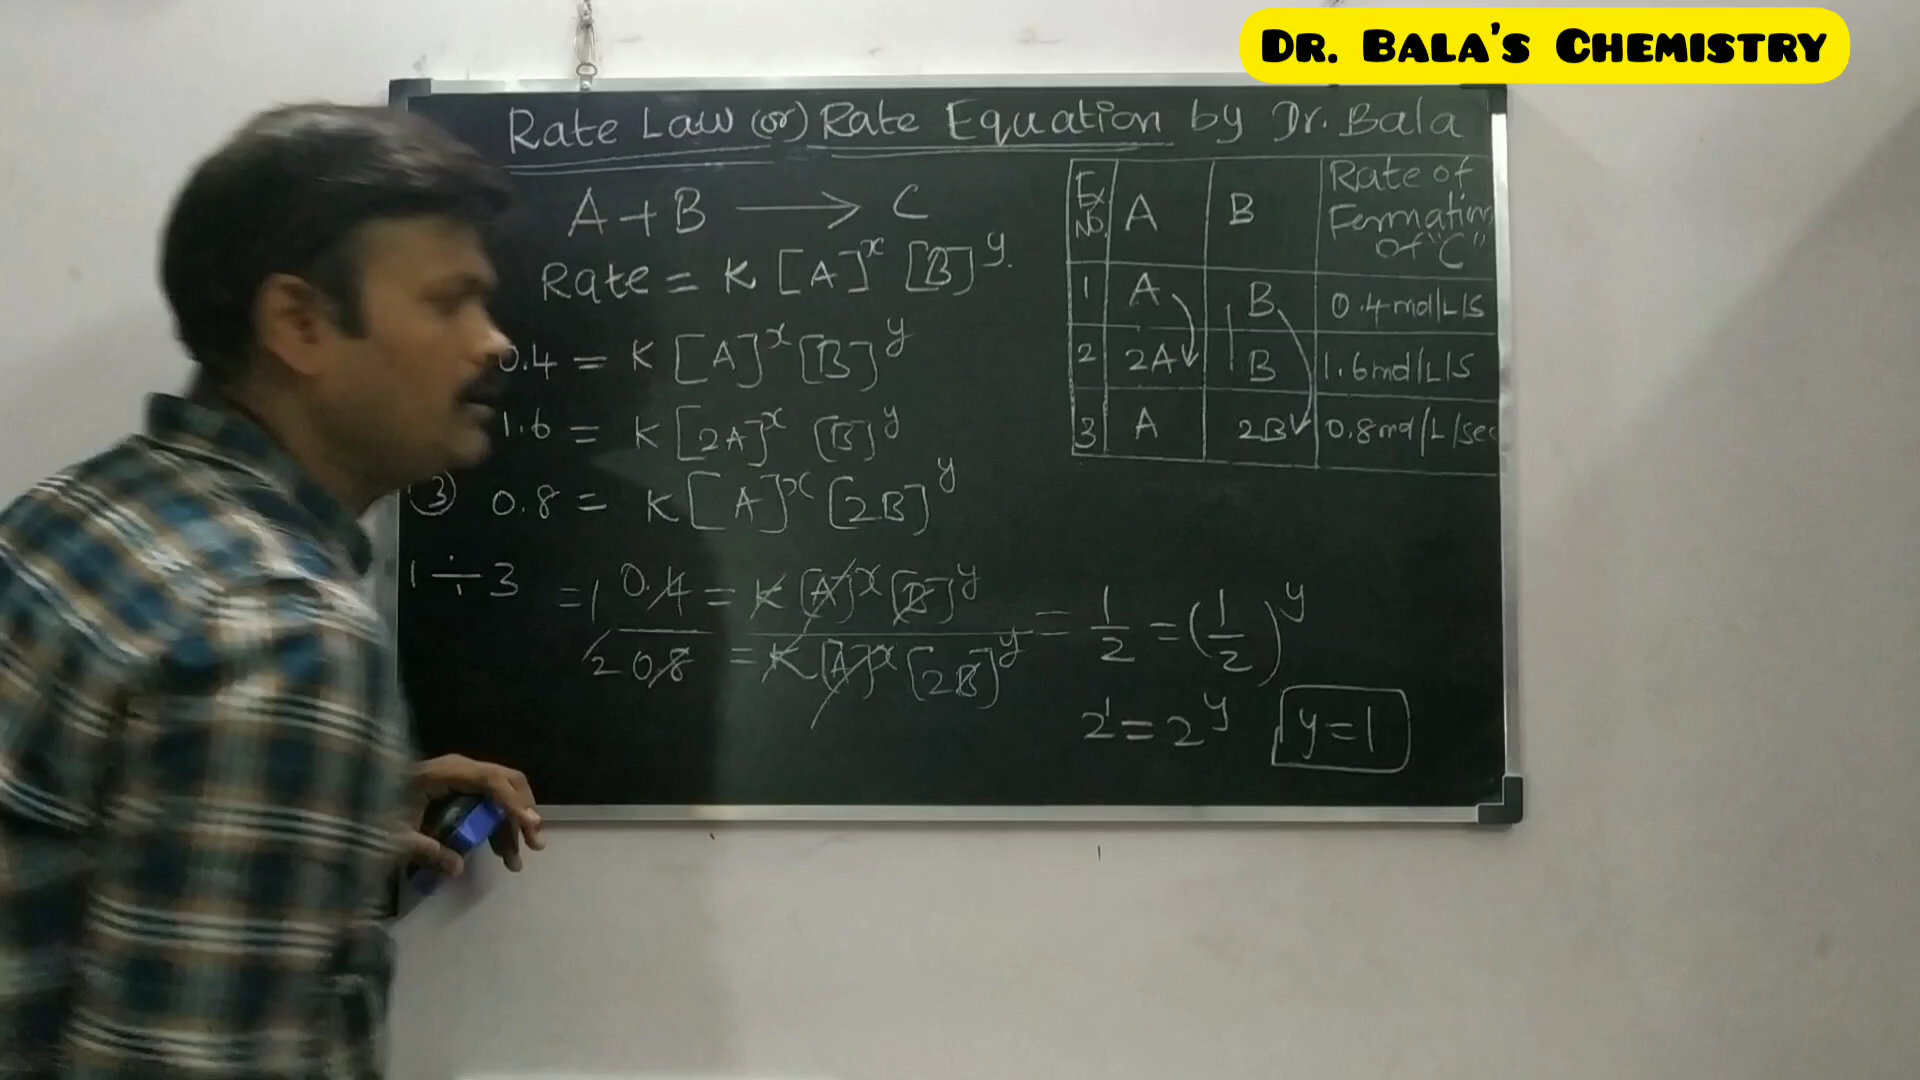 DR. BALA'S CHEMISTRY
Rate Law (or) Rate Equation by Dr. Bala
A + B ⟶ C
Rate = K [A]^x [B]^y.
0.4 = K [A]^x [B]^y
1.6 = K [2A]^x [B]^y
③ 0.8 = K [A]^x [2B]^y
1 ÷ 3 = 1 0.4 = K [A]^x [B]^y = 1/2 = (1/2)^y
2 0.8 = K [A]^x [2B]^y
2^1 = 2^y y = 1
Ex. NO. A B Rate of
Formation
of "C"
1 A B 0.4 mol/L/S
2 2A B 1.6 mol/L/S
3 A 2B 0.8 mol/L/sec